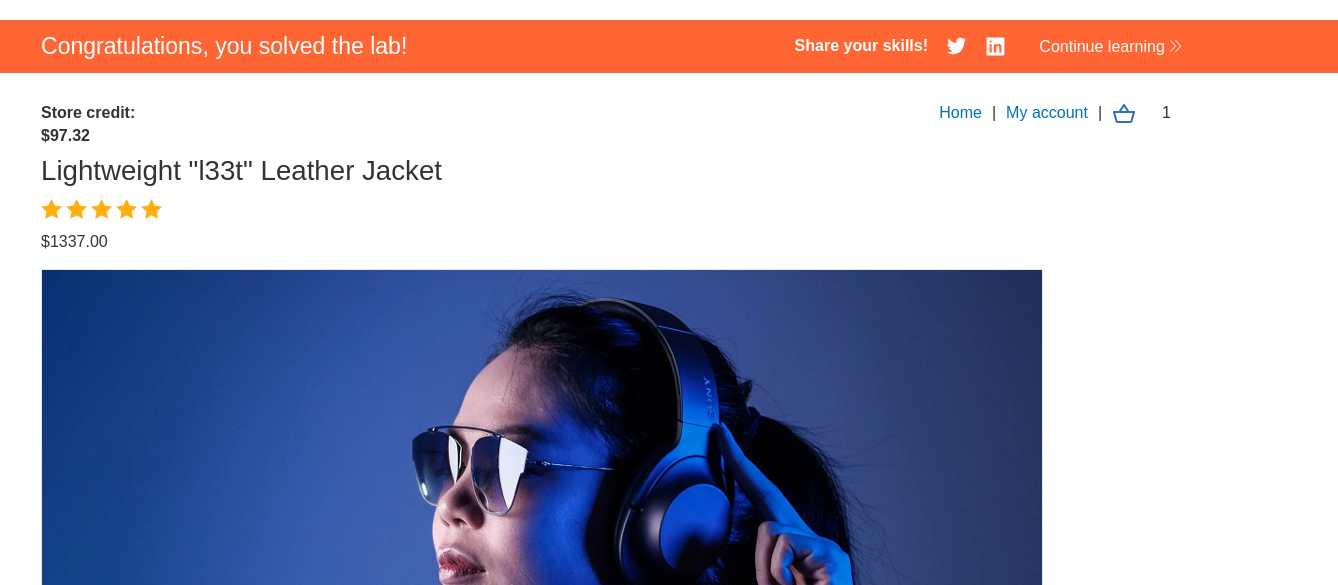 Congratulations, you solved the lab!
Share your skills!
Continue learning
Store credit:
$97.32
Home | My account | 1
Lightweight "l33t" Leather Jacket
$1337.00
SONY